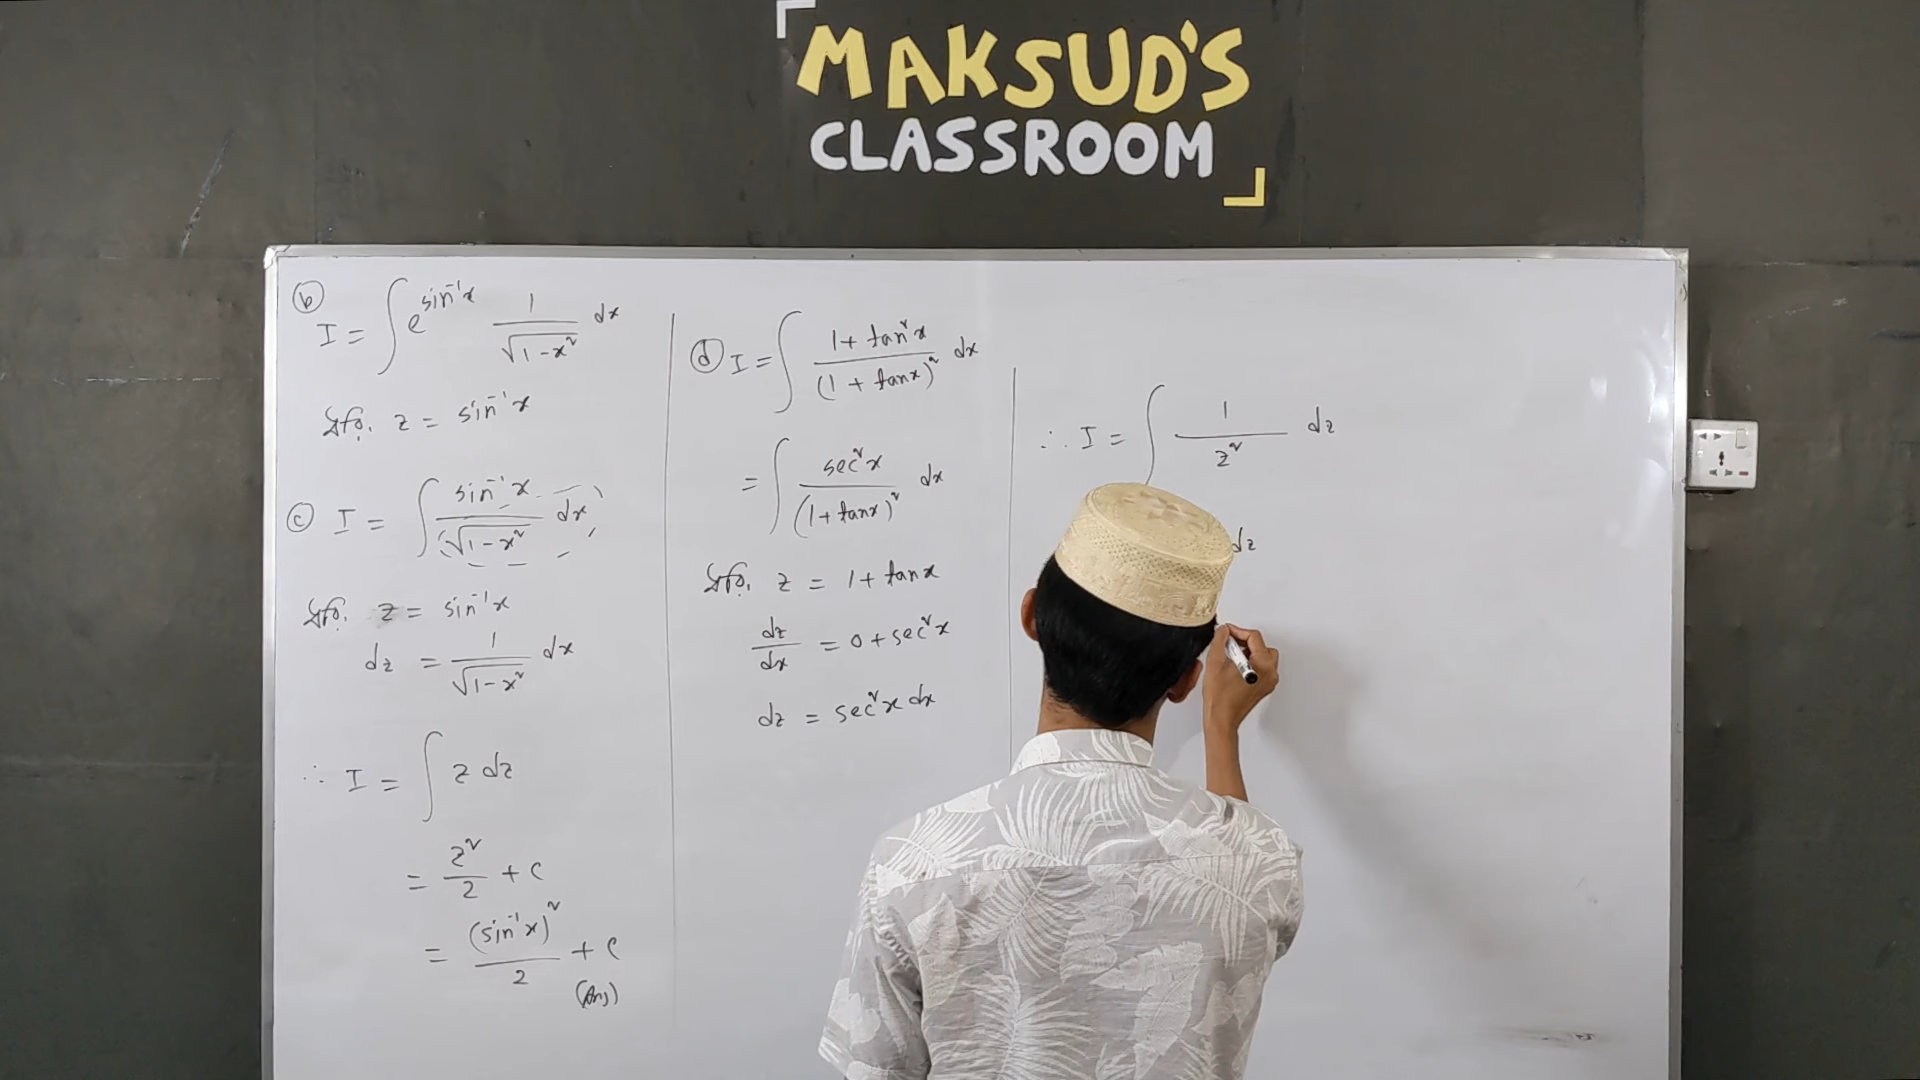 MAKSUD'S
CLASSROOM
ⓑ
I = ∫ e^(sin⁻¹x) 1/√(1-x²) dx
ধরি, z = sin⁻¹x
ⓒ I = ∫ sin⁻¹x/√(1-x²) dx
ধরি, z = sin⁻¹x
dz = 1/√(1-x²) dx
∴ I = ∫ z dz
= z²/2 + c
= (sin⁻¹x)²/2 + c
(Ans)
ⓓ I = ∫ (1 + tan²x)/(1 + tanx)² dx
= ∫ sec²x/(1+tanx)² dx
ধরি, z = 1 + tanx
dz/dx = 0 + sec²x
dz = sec²x dx
∴ I = ∫ 1/z² dz
dz